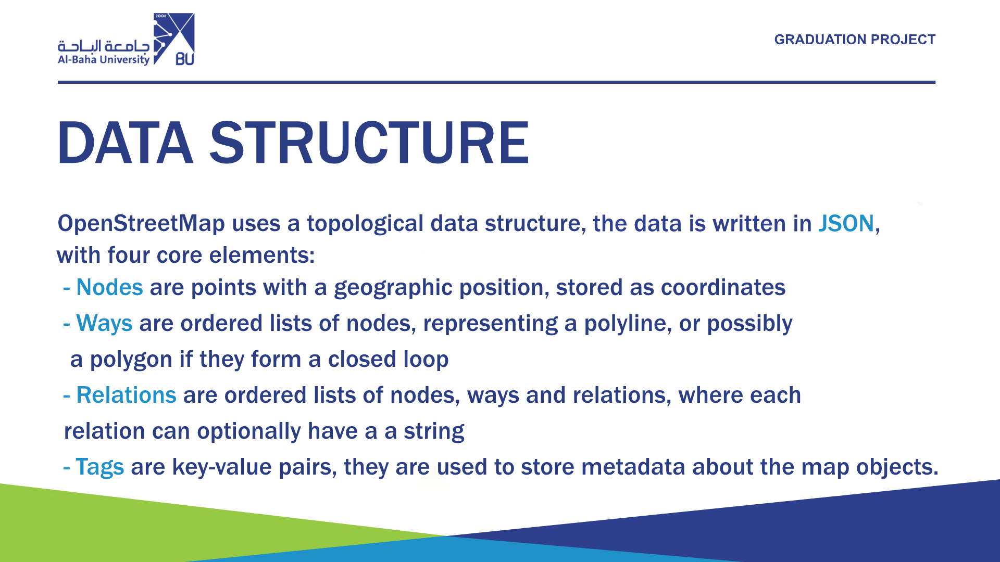 2006
جامعة الباحة
Al-Baha University
BU
GRADUATION PROJECT
DATA STRUCTURE
OpenStreetMap uses a topological data structure, the data is written in JSON,
with four core elements:
- Nodes are points with a geographic position, stored as coordinates
- Ways are ordered lists of nodes, representing a polyline, or possibly
a polygon if they form a closed loop
- Relations are ordered lists of nodes, ways and relations, where each
relation can optionally have a a string
- Tags are key-value pairs, they are used to store metadata about the map objects.